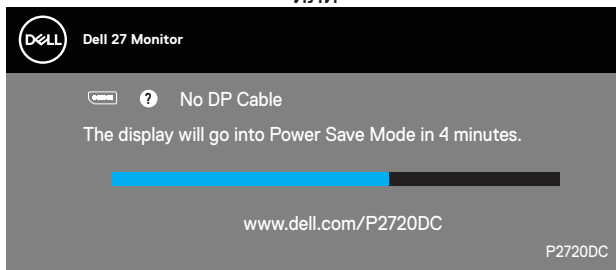 или
DELL
Dell 27 Monitor
? No DP Cable
The display will go into Power Save Mode in 4 minutes.
www.dell.com/P2720DC
P2720DC